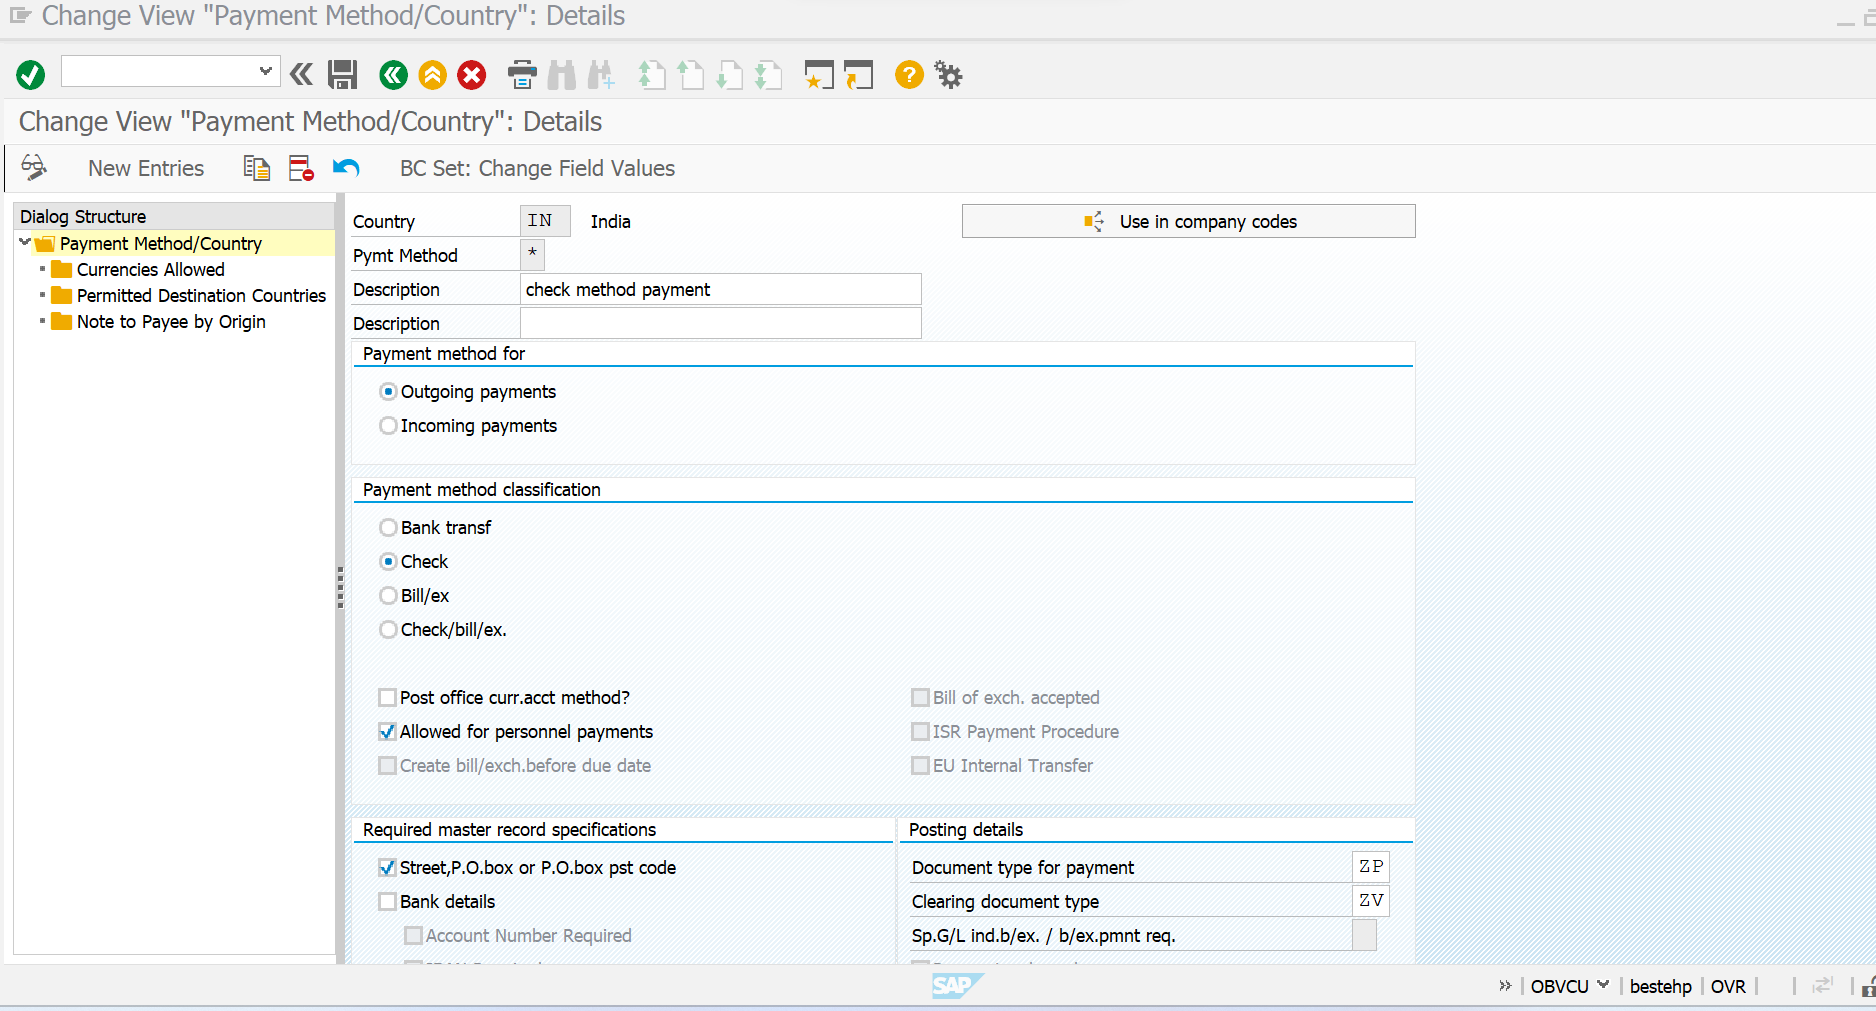 Change View "Payment Method/Country": Details
Change View "Payment Method/Country": Details
New Entries
BC Set: Change Field Values
Dialog Structure
Payment Method/Country
Currencies Allowed
Permitted Destination Countries
Note to Payee by Origin
Country IN India
Use in company codes
Pymt Method *
Description check method payment
Description
Payment method for
Outgoing payments
Incoming payments
Payment method classification
Bank transf
Check
Bill/ex
Check/bill/ex.
Post office curr.acct method?
Bill of exch. accepted
Allowed for personnel payments
ISR Payment Procedure
Create bill/exch.before due date
EU Internal Transfer
Required master record specifications
Street,P.O.box or P.O.box pst code
Bank details
Account Number Required
Posting details
Document type for payment ZP
Clearing document type ZV
Sp.G/L ind.b/ex. / b/ex.pmnt req.
SAP
OBVCU
bestehp
OVR